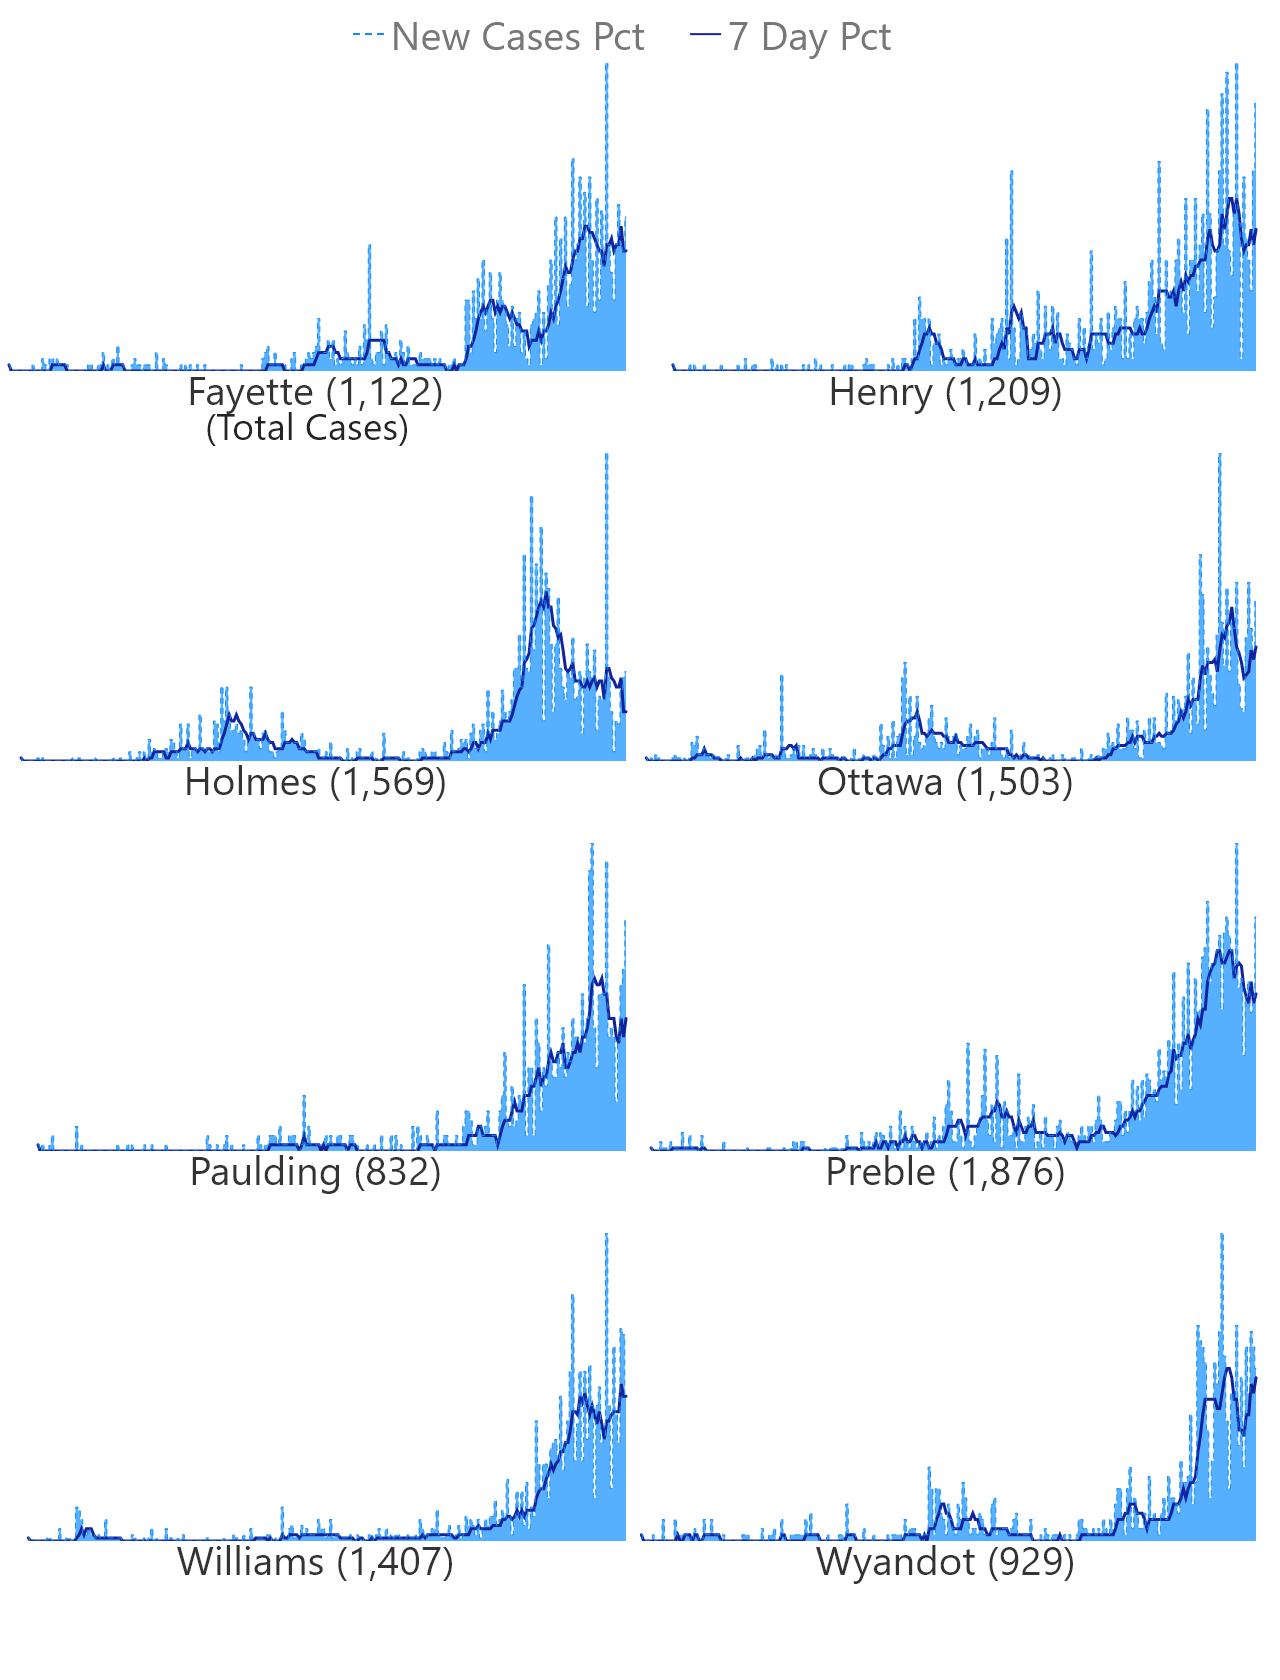 New Cases Pct 7 Day Pct
Fayette (1,122) Henry (1,209)
(Total Cases)
Holmes (1,569) Ottawa (1,503)
Paulding (832) Preble (1,876)
Williams (1,407) Wyandot (929)